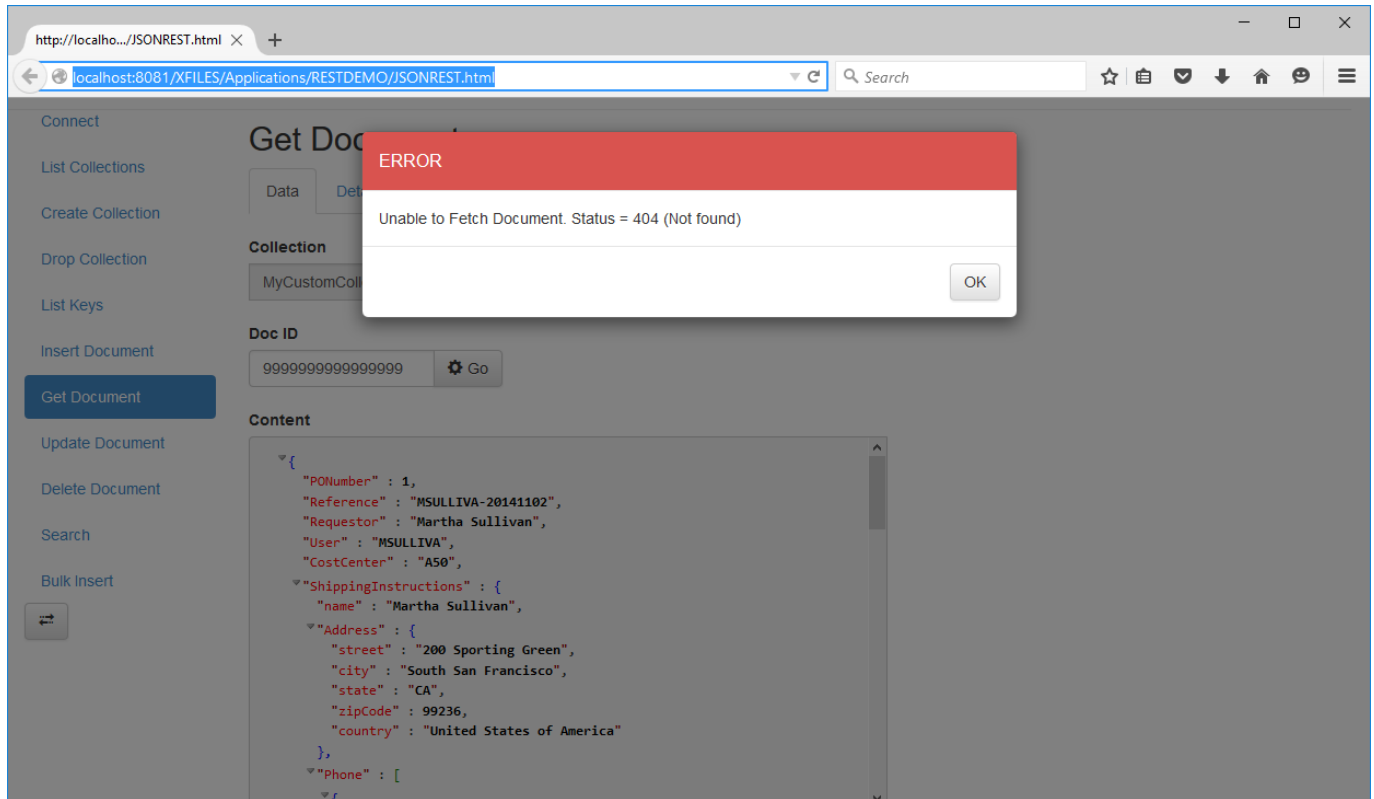 http://localho.../JSONREST.html
localhost:8081/XFILES/Applications/RESTDEMO/JSONREST.html
Search
Connect
List Collections
Create Collection
Drop Collection
List Keys
Insert Document
Get Document
Update Document
Delete Document
Search
Bulk Insert
Get Doc
Data
ERROR
Unable to Fetch Document. Status = 404 (Not found)
OK
Collection
Doc ID
9999999999999999
Go
Content
{
"PONumber" : 1,
"Reference" : "MSULLIVA-20141102",
"Requestor" : "Martha Sullivan",
"User" : "MSULLIVA",
"CostCenter" : "A50",
"ShippingInstructions" : {
"name" : "Martha Sullivan",
"Address" : {
"street" : "200 Sporting Green",
"city" : "South San Francisco",
"state" : "CA",
"zipCode" : 99236,
"country" : "United States of America"
},
"Phone" : [
{